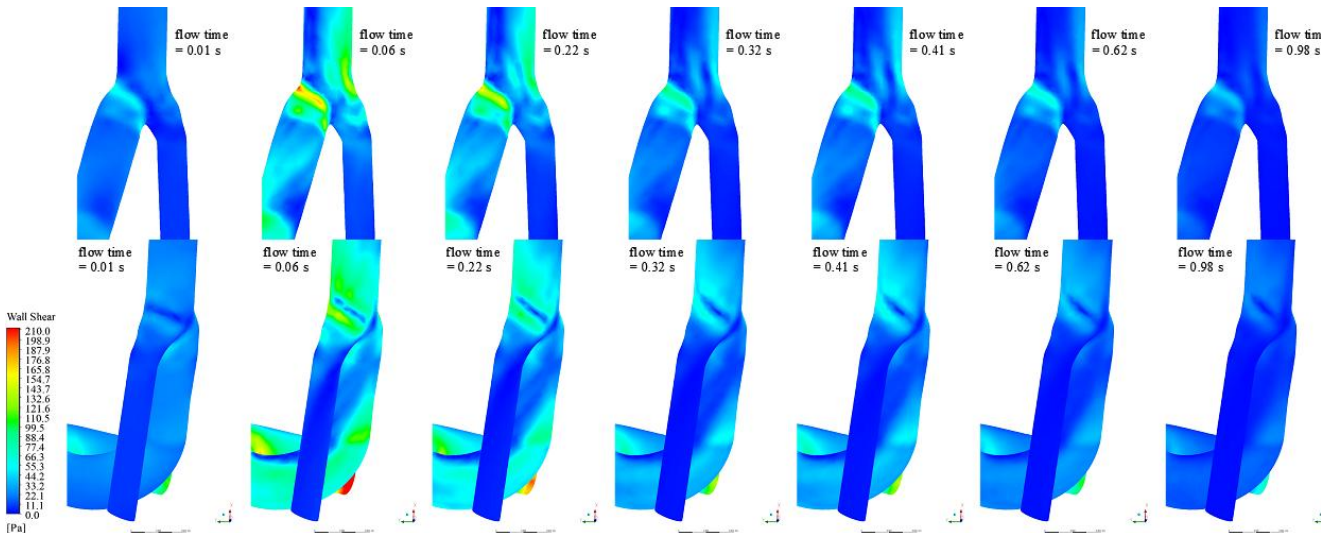 flow time
= 0.01 s
flow time
= 0.06 s
flow time
= 0.22 s
flow time
= 0.32 s
flow time
= 0.41 s
flow time
= 0.62 s
flow time
= 0.98 s
flow time
= 0.01 s
flow time
= 0.06 s
flow time
= 0.22 s
flow time
= 0.32 s
flow time
= 0.41 s
flow time
= 0.62 s
flow time
= 0.98 s
Wall Shear
210.0
198.9
187.9
176.8
165.8
154.7
143.7
132.6
121.6
110.5
99.5
88.4
77.4
66.3
55.3
44.2
33.2
22.1
11.1
0.0
[Pa]